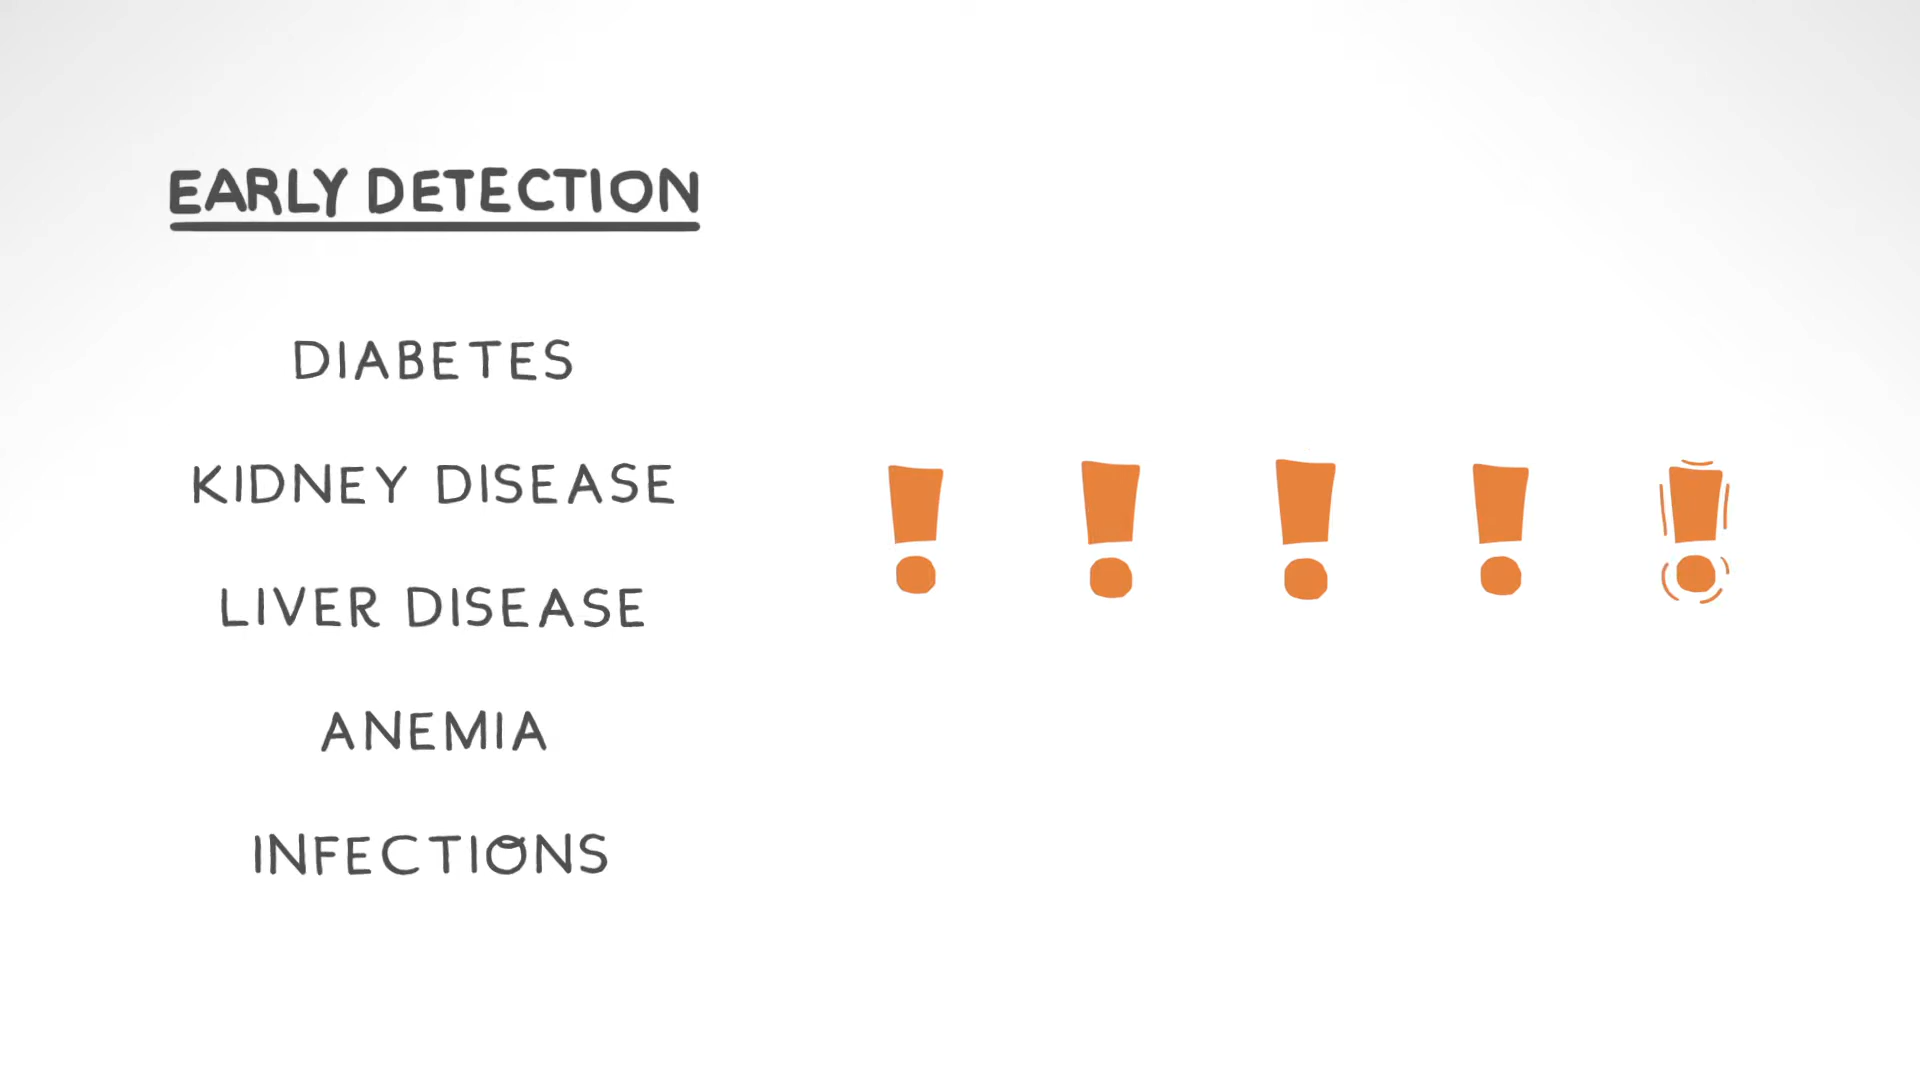 EARLY DETECTION
DIABETES
KIDNEY DISEASE
! ! ! ! !
LIVER DISEASE
ANEMIA
INFECTIONS